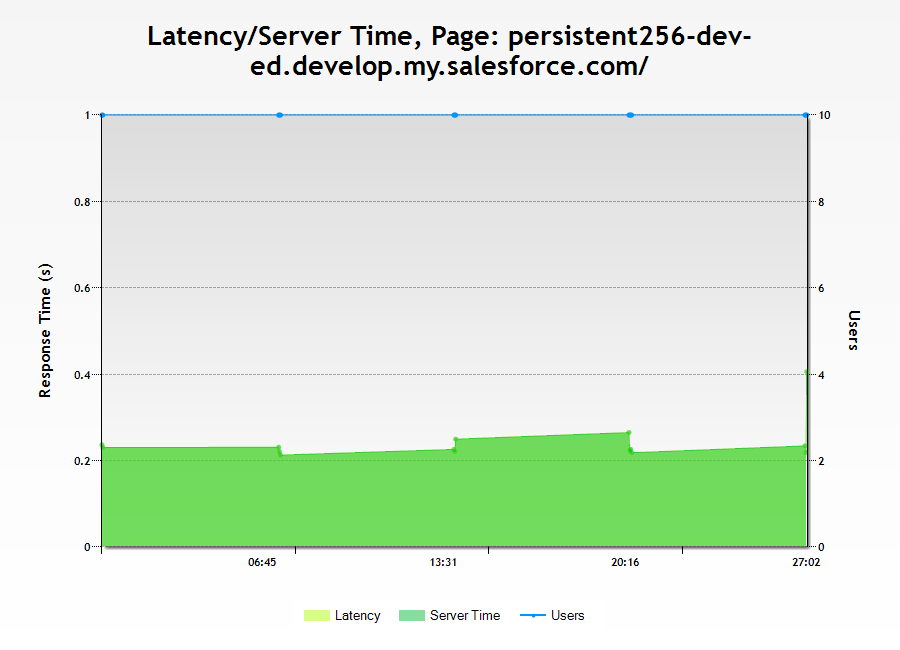 Latency/Server Time, Page: persistent256-dev-
ed.develop.my.salesforce.com/
1
10
0.8
8
0.6
6
Response Time (s)
Users
0.4
4
0.2
2
0
0
06:45
13:31
20:16
27:02
Latency
Server Time
Users